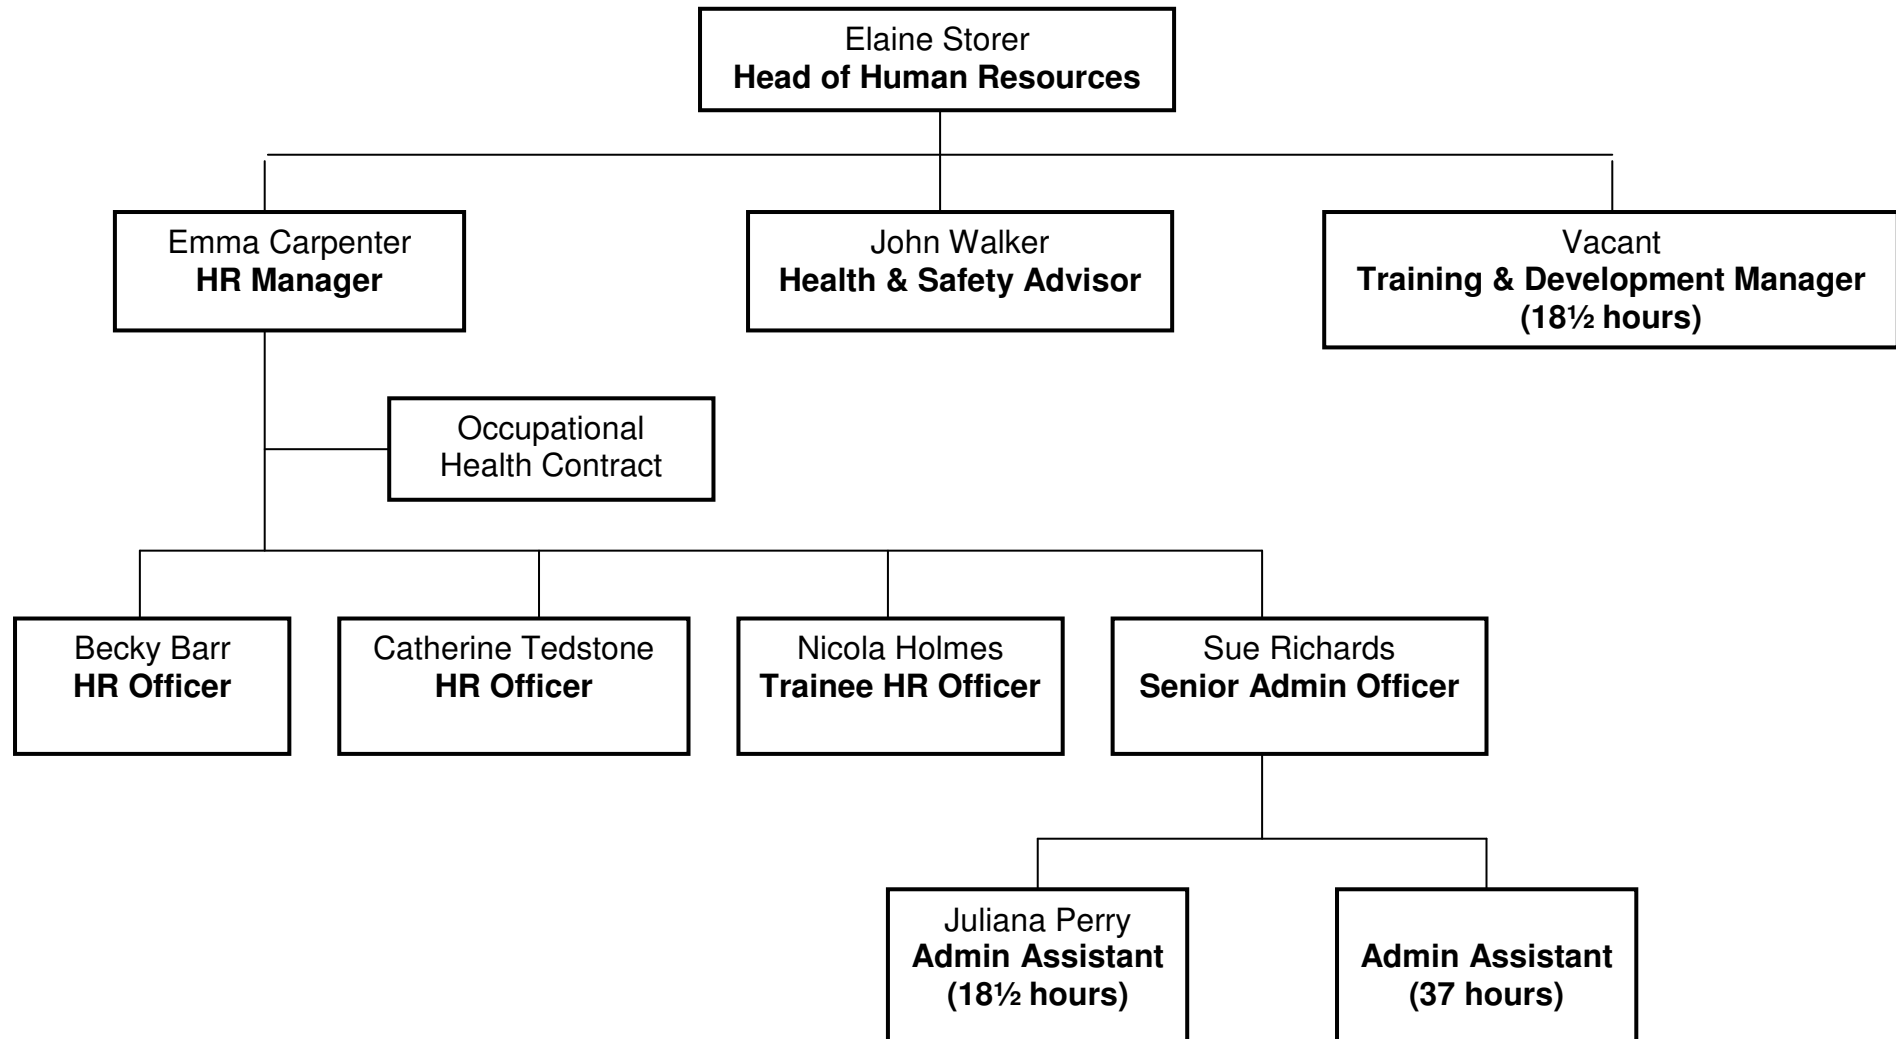 Elaine Storer
Head of Human Resources
Emma Carpenter
HR Manager
John Walker
Health & Safety Advisor
Vacant
Training & Development Manager
(18½ hours)
Occupational
Health Contract
Becky Barr
HR Officer
Catherine Tedstone
HR Officer
Nicola Holmes
Trainee HR Officer
Sue Richards
Senior Admin Officer
Juliana Perry
Admin Assistant
(18½ hours)
Admin Assistant
(37 hours)